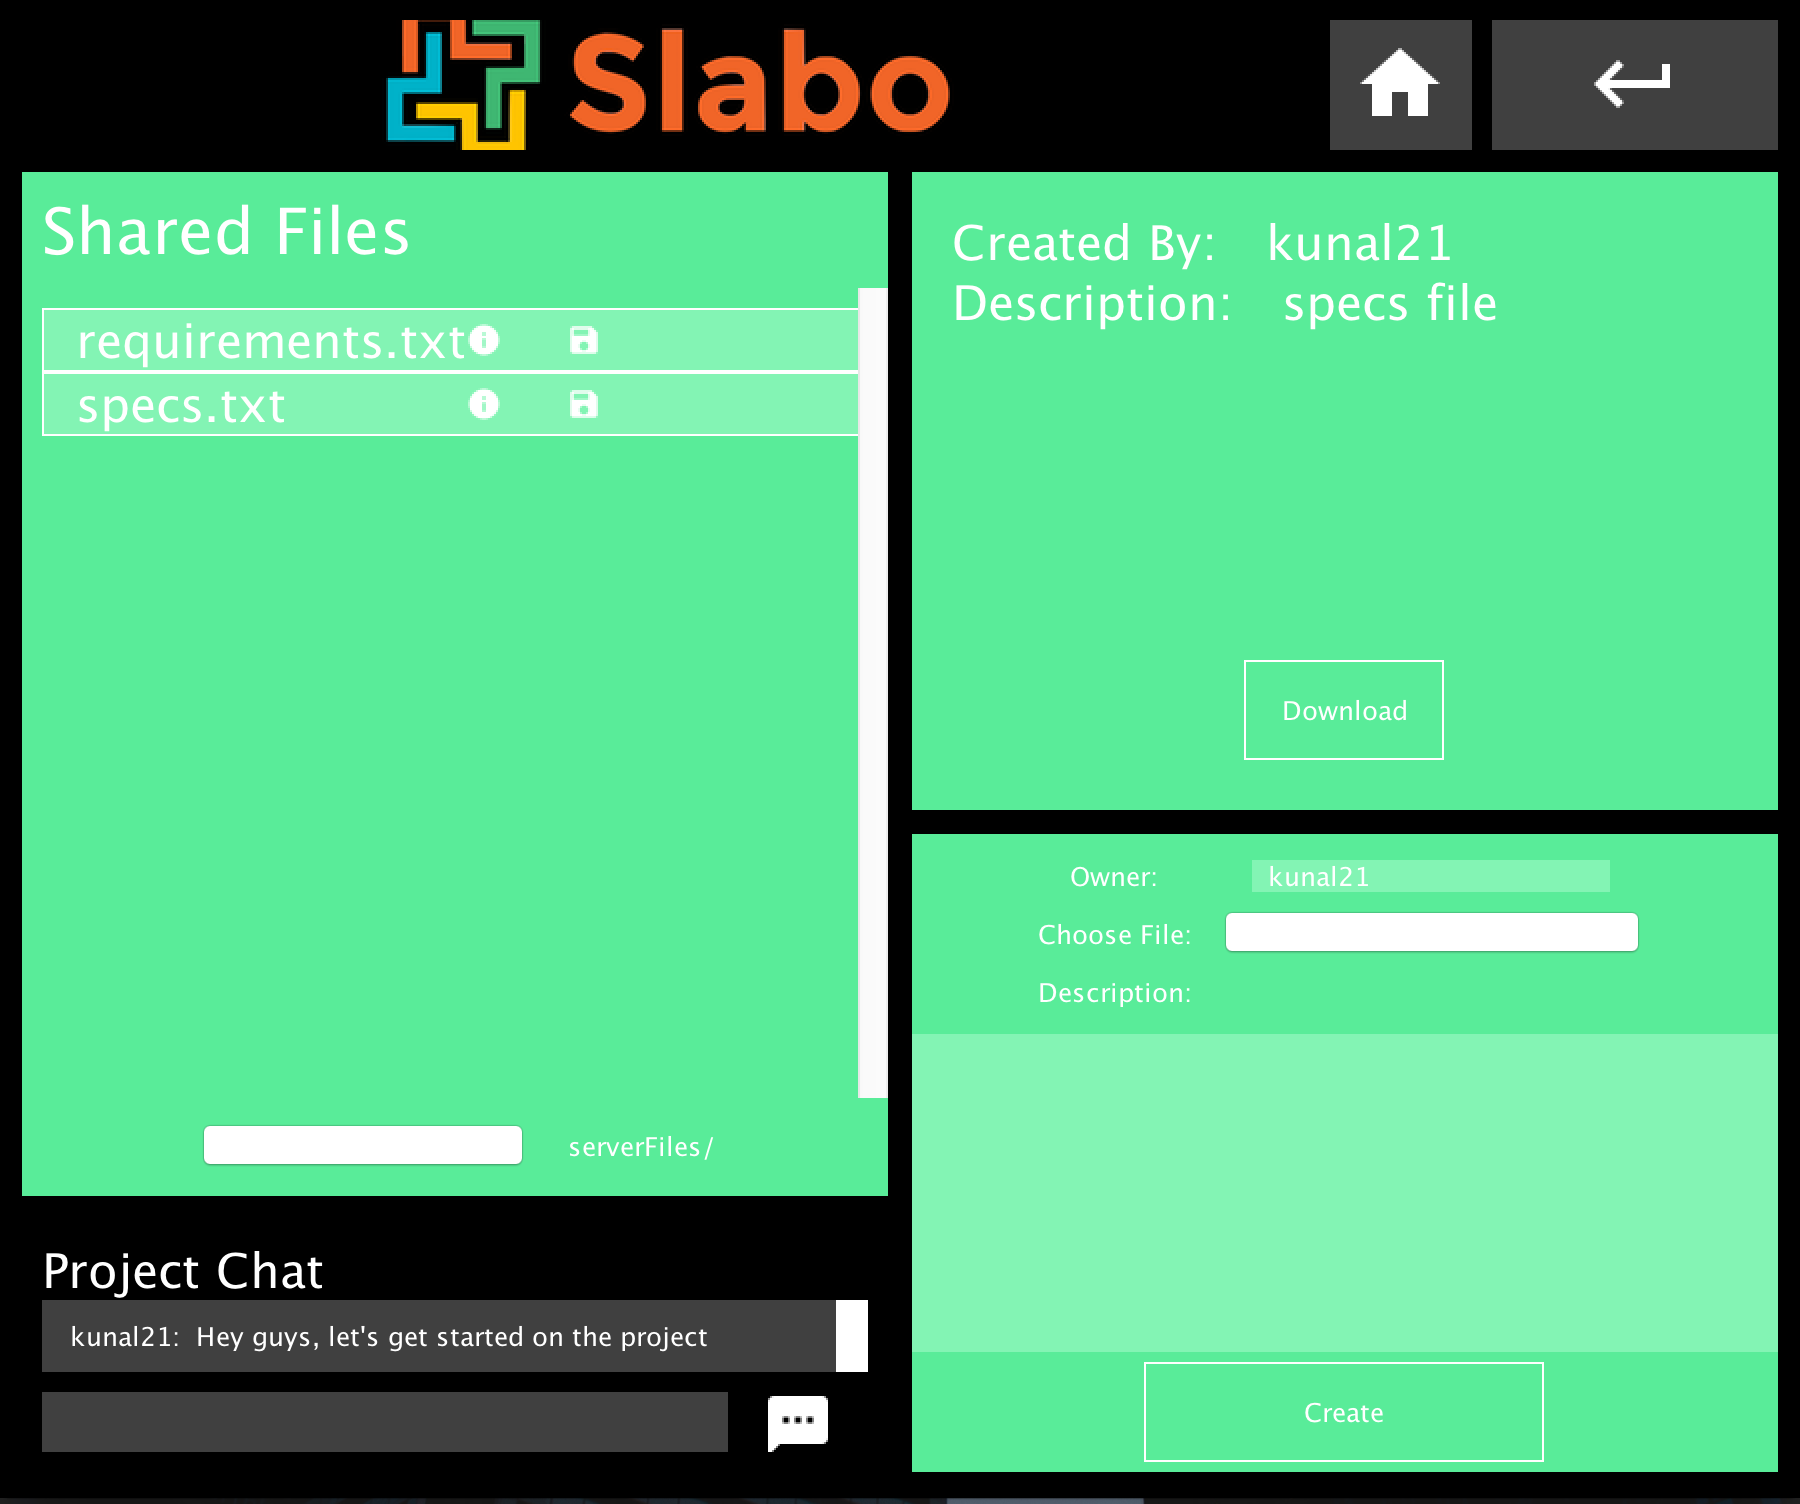 Slabo
Shared Files
requirements.txt
specs.txt
serverFiles/
Project Chat
kunal21: Hey guys, let's get started on the project
Created By: kunal21
Description: specs file
Download
Owner: kunal21
Choose File:
Description:
Create